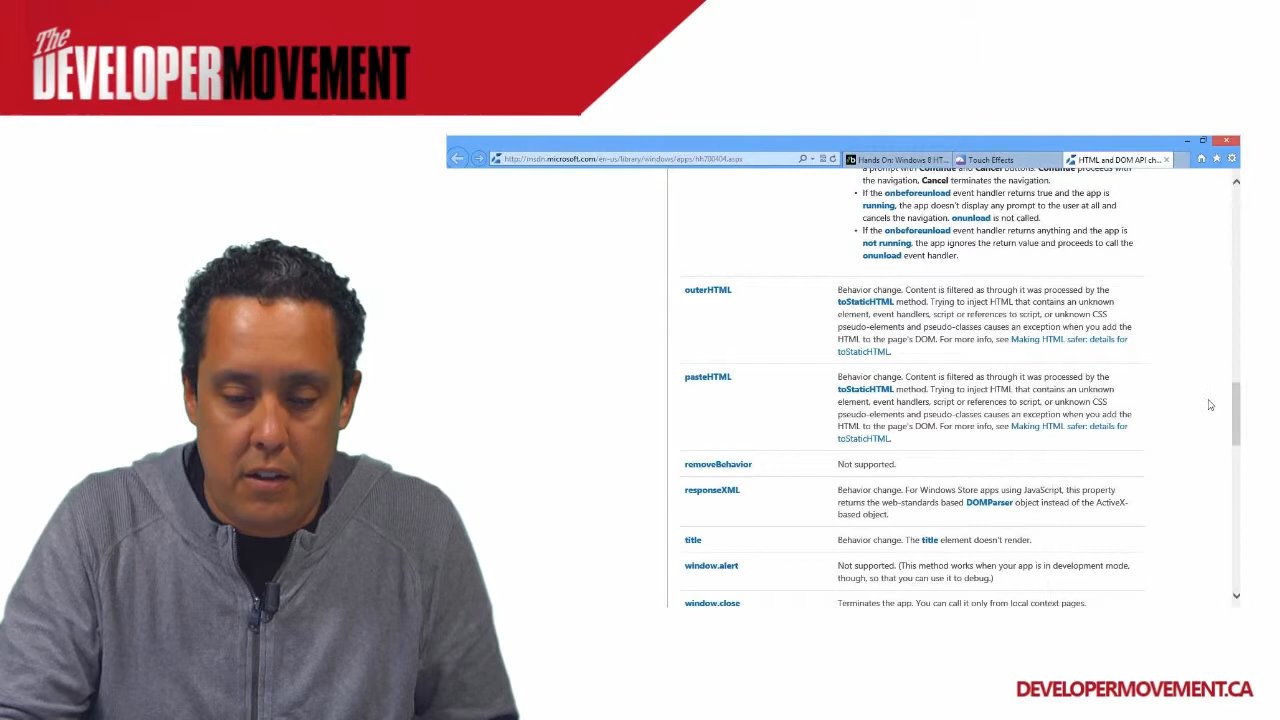 The
DEVELOPERMOVEMENT
http://msdn.microsoft.com/en-us/library/windows/apps/hh700404.aspx
Hands On: Windows 8 HT...
Touch Effects
HTML and DOM API ch...
a prompt with Continue and Cancel buttons. Continue proceeds with
the navigation, Cancel terminates the navigation.
• If the onbeforeunload event handler returns true and the app is
running, the app doesn't display any prompt to the user at all and
cancels the navigation. onunload is not called.
• If the onbeforeunload event handler returns anything and the app is
not running, the app ignores the return value and proceeds to call the
onunload event handler.
outerHTML
Behavior change. Content is filtered as through it was processed by the
toStaticHTML method. Trying to inject HTML that contains an unknown
element, event handlers, script or references to script, or unknown CSS
pseudo-elements and pseudo-classes causes an exception when you add the
HTML to the page's DOM. For more info, see Making HTML safer: details for
toStaticHTML.
pasteHTML
Behavior change. Content is filtered as through it was processed by the
toStaticHTML method. Trying to inject HTML that contains an unknown
element, event handlers, script or references to script, or unknown CSS
pseudo-elements and pseudo-classes causes an exception when you add the
HTML to the page's DOM. For more info, see Making HTML safer: details for
toStaticHTML.
removeBehavior
Not supported.
responseXML
Behavior change. For Windows Store apps using JavaScript, this property
returns the web-standards based DOMParser object instead of the ActiveX-
based object.
title
Behavior change. The title element doesn't render.
window.alert
Not supported. (This method works when your app is in development mode,
though, so that you can use it to debug.)
window.close
Terminates the app. You can call it only from local context pages.
DEVELOPERMOVEMENT.CA